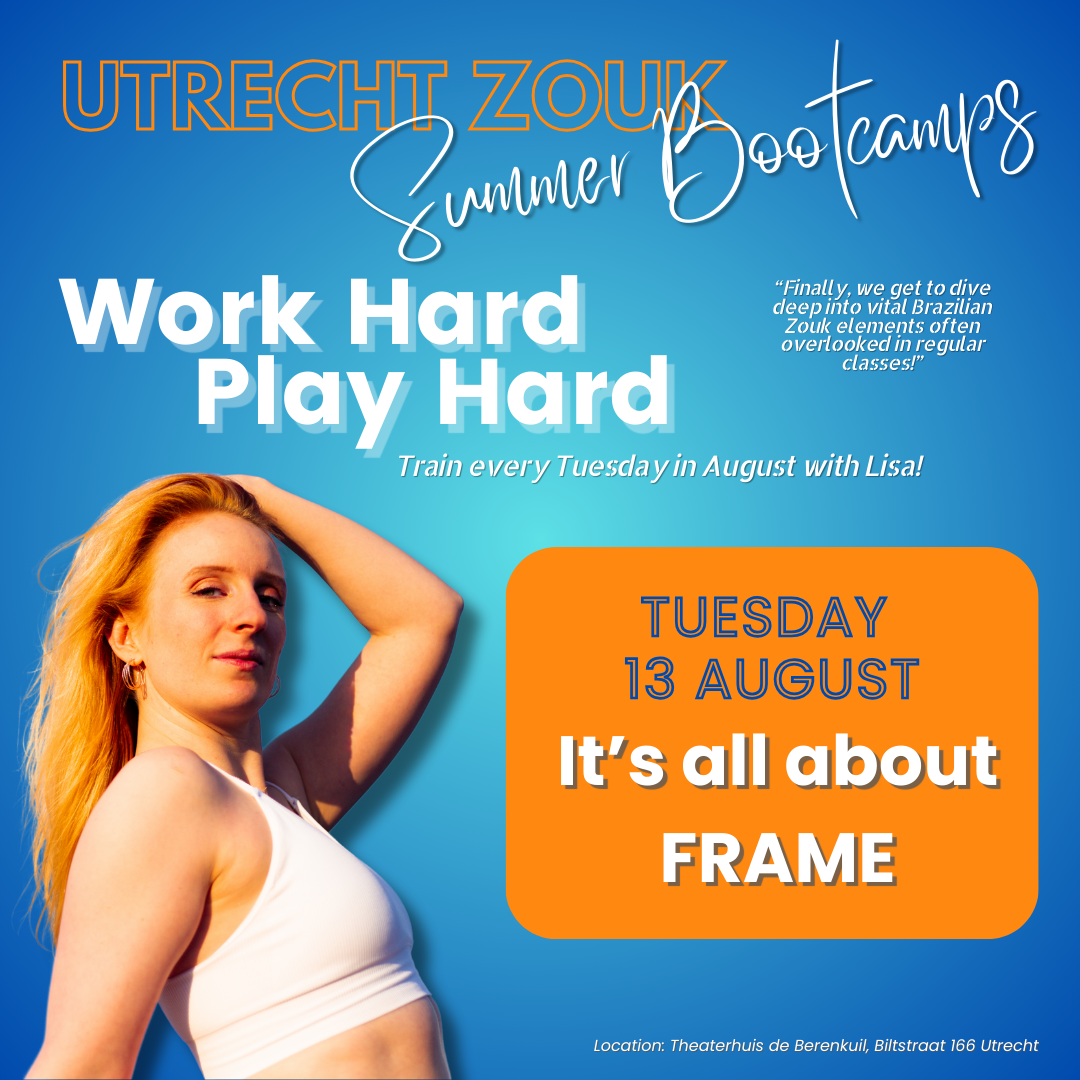 UTRECHT ZOUK
Summer Bootcamps
Work Hard
Play Hard
“Finally, we get to dive
deep into vital Brazilian
Zouk elements often
overlooked in regular
classes!”
Train every Tuesday in August with Lisa!
TUESDAY
13 AUGUST
It’s all about
FRAME
Location: Theaterhuis de Berenkuil, Biltstraat 166 Utrecht